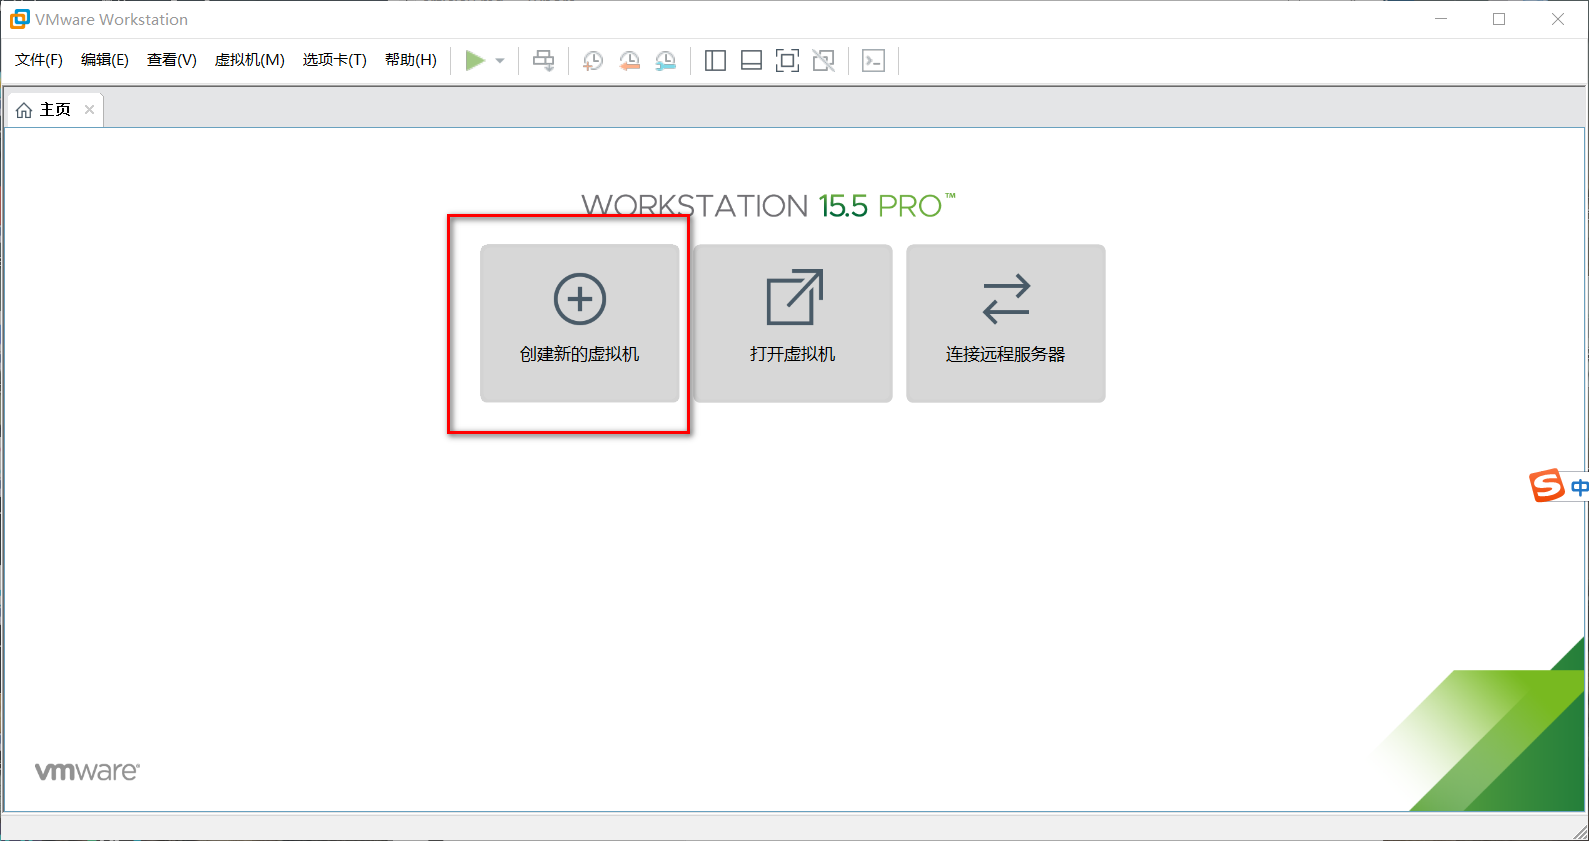 VMware Workstation
文件(F) 编辑(E) 查看(V) 虚拟机(M) 选项卡(T) 帮助(H)
主页
WORKSTATION 15.5 PRO™
创建新的虚拟机 打开虚拟机 连接远程服务器
S 中
vmware®